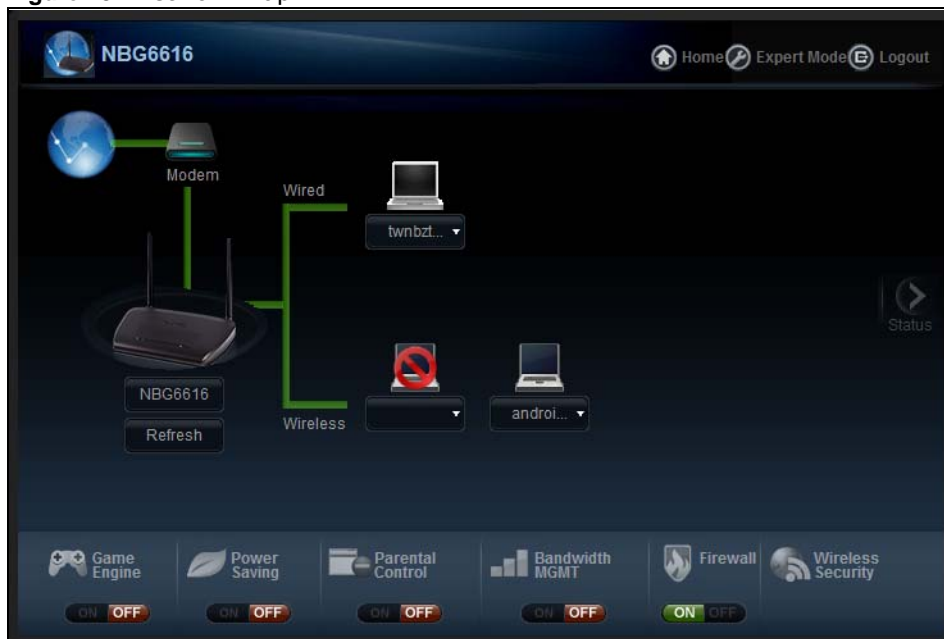 NBG6616
Home Expert Mode Logout
Modem
Wired
twnbzt...
Status
NBG6616
Refresh
Wireless
androi...
Game Engine
Power Saving
Parental Control
Bandwidth MGMT
Firewall
Wireless Security
ON OFF
ON OFF
ON OFF
ON OFF
ON OFF